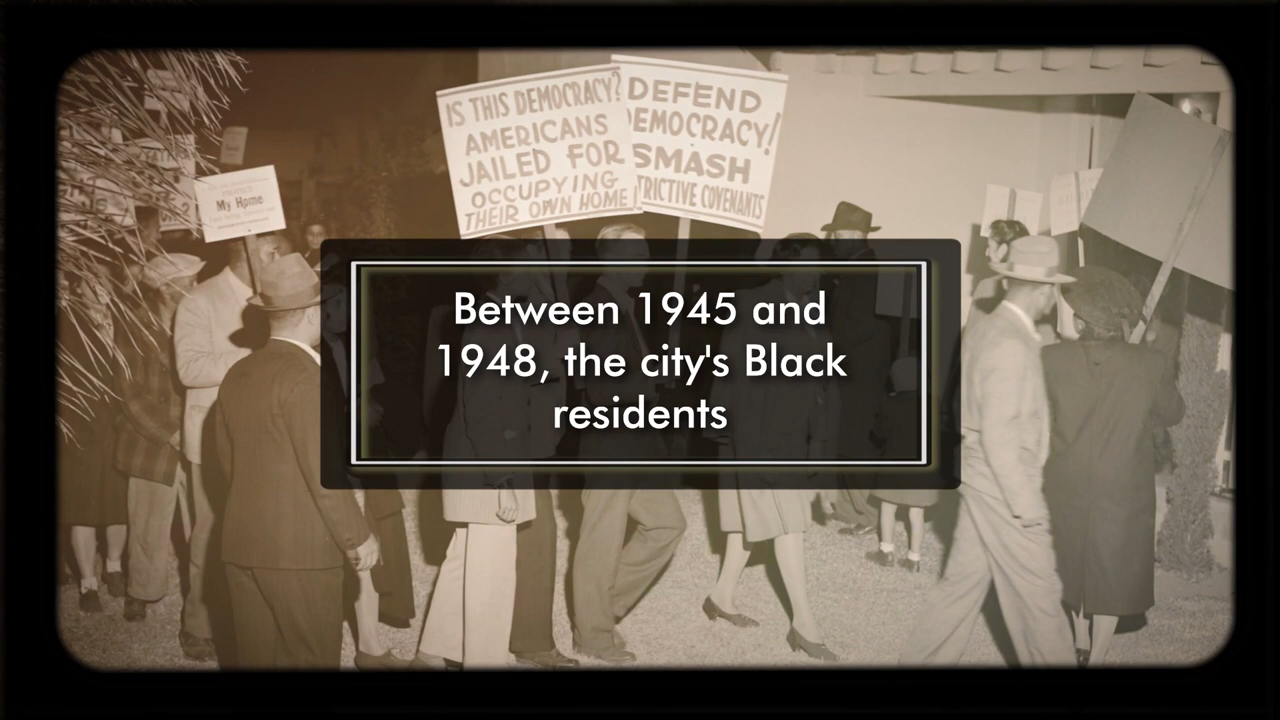 IS THIS DEMOCRACY?
AMERICANS
JAILED FOR
OCCUPYING
THEIR OWN HOME
DEFEND
EMOCRACY!
SMASH
TRICTIVE COVENANTS
My Home
Between 1945 and
1948, the city's Black
residents